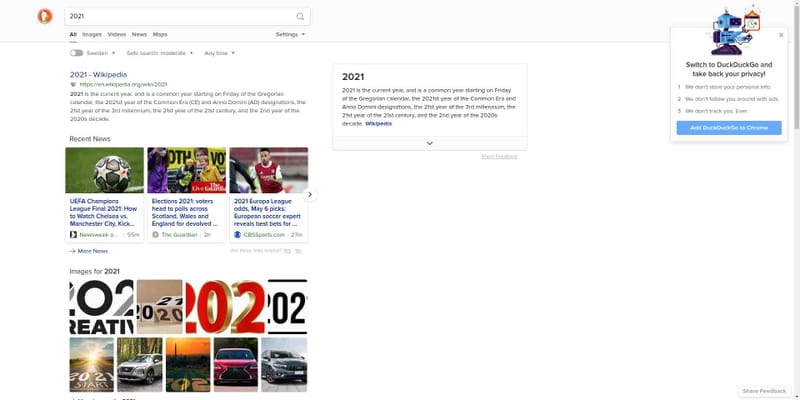 2021
All Images Videos News Maps Settings
Sweden Safe search: moderate Any time
2021 - Wikipedia
https://en.wikipedia.org/wiki/2021
2021 is the current year, and is a common year starting on Friday of the Gregorian
calendar, the 2021st year of the Common Era (CE) and Anno Domini (AD) designations, the
21st year of the 3rd millennium, the 21st year of the 21st century, and the 2nd year of the
2020s decade.
Recent News
UEFA Champions
League Final 2021: How
to Watch Chelsea vs.
Manchester City, Kick...
Newsweek o... 55m
Live Guardian
Elections 2021: voters
head to polls across
Scotland, Wales and
England for devolved ...
The Guardian 2m
2021 Europa League
odds, May 6 picks:
European soccer expert
reveals best bets for ...
CBSSports.com 27m
More News
Are these links helpful? Yes No
Images for 2021
202
CREATIV
2021
202
202
2021
START
2021
2021 is the current year, and is a common year starting on Friday
of the Gregorian calendar, the 2021st year of the Common Era and
Anno Domini designations, the 21st year of the 3rd millennium,
the 21st year of the 21st century, and the 2nd year of the 2020s
decade. Wikipedia
Share Feedback
Switch to DuckDuckGo and
take back your privacy!
1 We don't store your personal info.
2 We don't follow you around with ads.
3 We don't track you. Ever.
Add DuckDuckGo to Chrome
Share Feedback